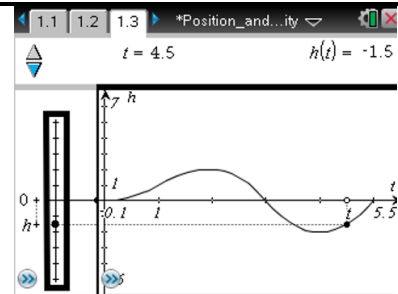 1.1 1.2 1.3 *Position_and...ity
t = 4.5 h(t) = -1.5
7 h
1
t
0
-0.1 1 t 5.5
h